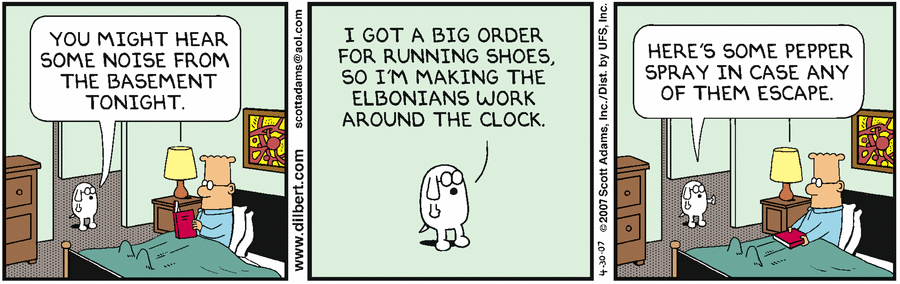 YOU MIGHT HEAR
SOME NOISE FROM
THE BASEMENT
TONIGHT.
www.dilbert.com scottadams@aol.com
I GOT A BIG ORDER
FOR RUNNING SHOES,
SO I'M MAKING THE
ELBONIANS WORK
AROUND THE CLOCK.
4-30-07 ©2007 Scott Adams, Inc./Dist. by UFS, Inc.
HERE'S SOME PEPPER
SPRAY IN CASE ANY
OF THEM ESCAPE.